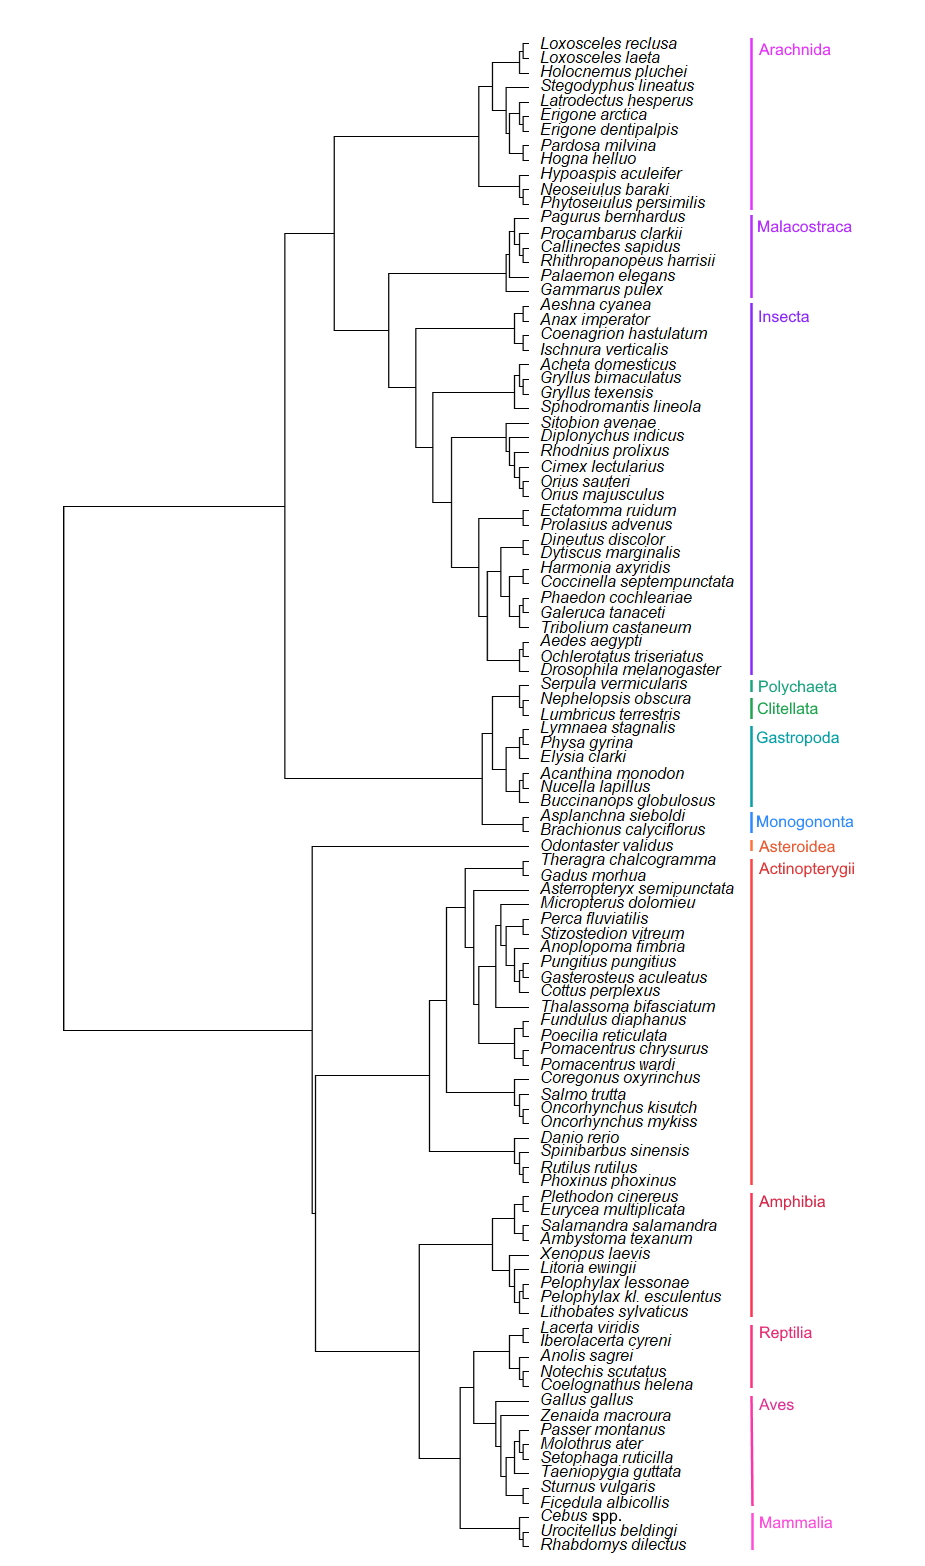 Loxosceles reclusa
Arachnida
Loxosceles laeta
Holocnemus pluchei
Stegodyphus lineatus
Latrodectus hesperus
Erigone arctica
Erigone dentipalpis
Pardosa milvina
Hogna helluo
Hypoaspis aculeifer
Neoseiulus baraki
Phytoseiulus persimilis
Pagurus bernhardus
Malacostraca
Procambarus clarkii
Callinectes sapidus
Rhithropanopeus harrisii
Palaemon elegans
Gammarus pulex
Aeshna cyanea
Insecta
Anax imperator
Coenagrion hastulatum
Ischnura verticalis
Acheta domesticus
Gryllus bimaculatus
Gryllus texensis
Sphodromantis lineola
Sitobion avenae
Diplonychus indicus
Rhodnius prolixus
Cimex lectularius
Orius sauteri
Orius majusculus
Ectatomma ruidum
Prolasius advenus
Dineutus discolor
Dytiscus marginalis
Harmonia axyridis
Coccinella septempunctata
Phaedon cochleariae
Galeruca tanaceti
Tribolium castaneum
Aedes aegypti
Ochlerotatus triseriatus
Drosophila melanogaster
Serpula vermicularis
Polychaeta
Nephelopsis obscura
Clitellata
Lumbricus terrestris
Lymnaea stagnalis
Gastropoda
Physa gyrina
Elysia clarki
Acanthina monodon
Nucella lapillus
Buccinanops globulosus
Asplanchna sieboldi
Monogononta
Brachionus calyciflorus
Odontaster validus
Asteroidea
Theragra chalcogramma
Actinopterygii
Gadus morhua
Asterropteryx semipunctata
Micropterus dolomieu
Perca fluviatilis
Stizostedion vitreum
Anoplopoma fimbria
Pungitius pungitius
Gasterosteus aculeatus
Cottus perplexus
Thalassoma bifasciatum
Fundulus diaphanus
Poecilia reticulata
Pomacentrus chrysurus
Pomacentrus wardi
Coregonus oxyrinchus
Salmo trutta
Oncorhynchus kisutch
Oncorhynchus mykiss
Danio rerio
Spinibarbus sinensis
Rutilus rutilus
Phoxinus phoxinus
Plethodon cinereus
Amphibia
Eurycea multiplicata
Salamandra salamandra
Ambystoma texanum
Xenopus laevis
Litoria ewingii
Pelophylax lessonae
Pelophylax kl. esculentus
Lithobates sylvaticus
Lacerta viridis
Reptilia
Iberolacerta cyreni
Anolis sagrei
Notechis scutatus
Coelognathus helena
Gallus gallus
Aves
Zenaida macroura
Passer montanus
Molothrus ater
Setophaga ruticilla
Taeniopygia guttata
Sturnus vulgaris
Ficedula albicollis
Cebus spp.
Mammalia
Urocitellus beldingi
Rhabdomys dilectus